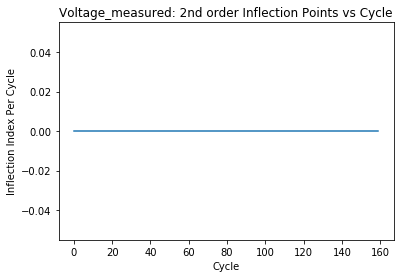 Voltage_measured: 2nd order Inflection Points vs Cycle
0.04
0.02
0.00
−0.02
−0.04
Inflection Index Per Cycle
0 20 40 60 80 100 120 140 160
Cycle